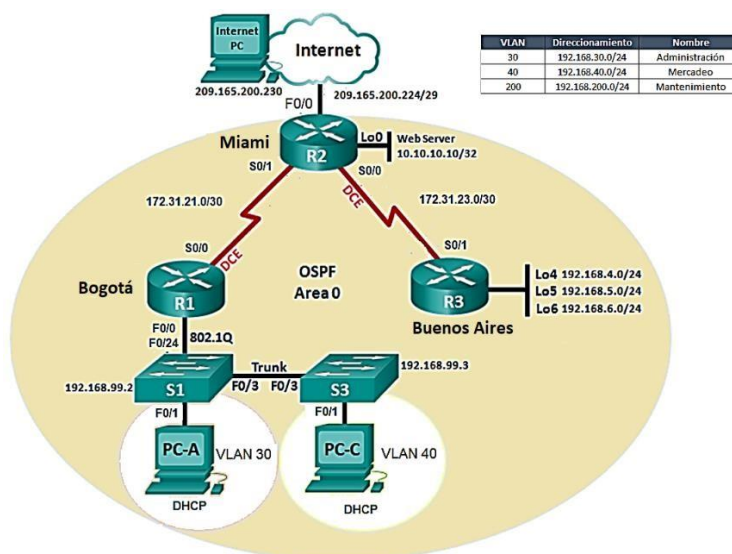 Internet
PC
Internet
209.165.200.230
209.165.200.224/29
F0/0
VLAN Direccionamiento Nombre
30 192.168.30.0/24 Administración
40 192.168.40.0/24 Mercadeo
200 192.168.200.0/24 Mantenimiento
Miami
R2
Lo0
Web Server
10.10.10.10/32
S0/1
S0/0
DCE
172.31.21.0/30
172.31.23.0/30
S0/0
DCE
S0/1
Bogotá
R1
OSPF
Area 0
R3
Buenos Aires
Lo4 192.168.4.0/24
Lo5 192.168.5.0/24
Lo6 192.168.6.0/24
F0/0
F0/24
802.1Q
192.168.99.2
S1
Trunk
F0/3 F0/3
S3
192.168.99.3
F0/1
F0/1
PC-A
VLAN 30
DHCP
PC-C
VLAN 40
DHCP